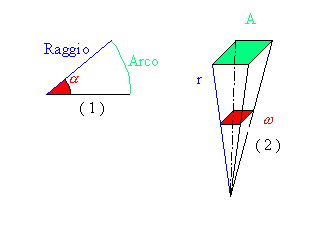 A
Raggio
Arco
α
r
(1)
ω
(2)